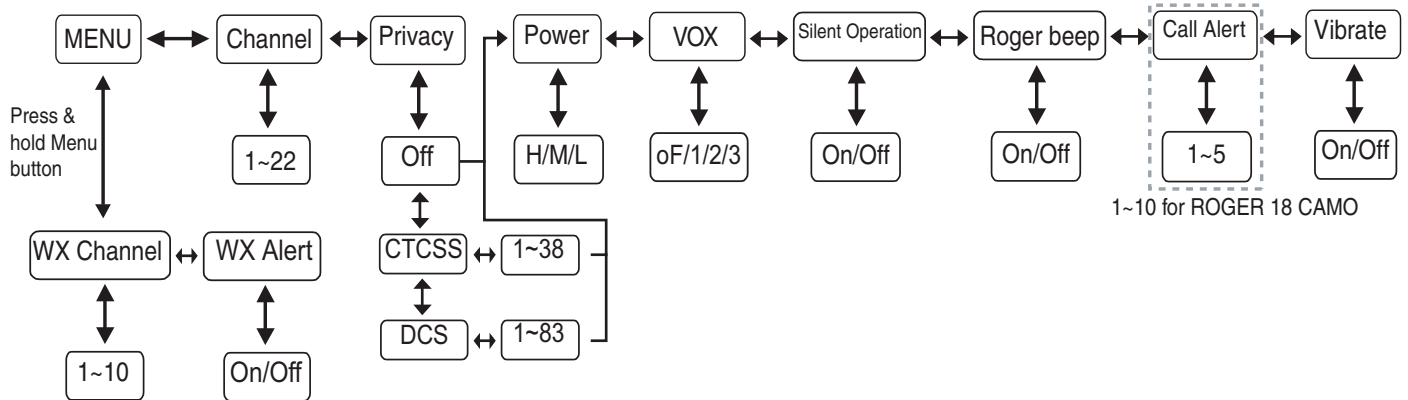 MENU
Channel
Privacy
Power
VOX
Silent Operation
Roger beep
Call Alert
Vibrate
Press &
hold Menu
button
1~22
Off
H/M/L
oF/1/2/3
On/Off
On/Off
1~5
On/Off
1~10 for ROGER 18 CAMO
WX Channel
WX Alert
CTCSS
1~38
DCS
1~83
1~10
On/Off